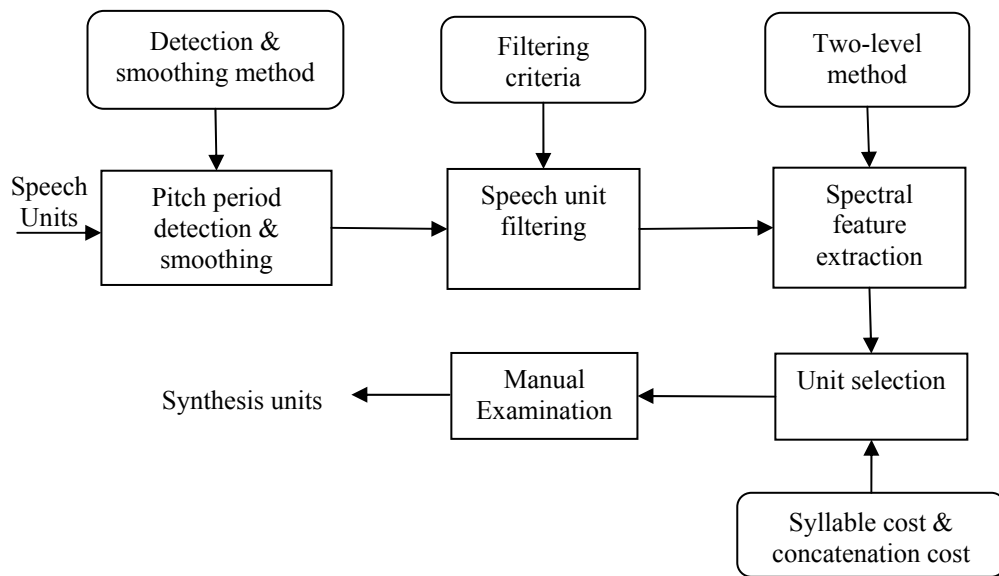 Detection &
smoothing method
Filtering
criteria
Two-level
method
Speech
Units
Pitch period
detection &
smoothing
Speech unit
filtering
Spectral
feature
extraction
Synthesis units
Manual
Examination
Unit selection
Syllable cost &
concatenation cost